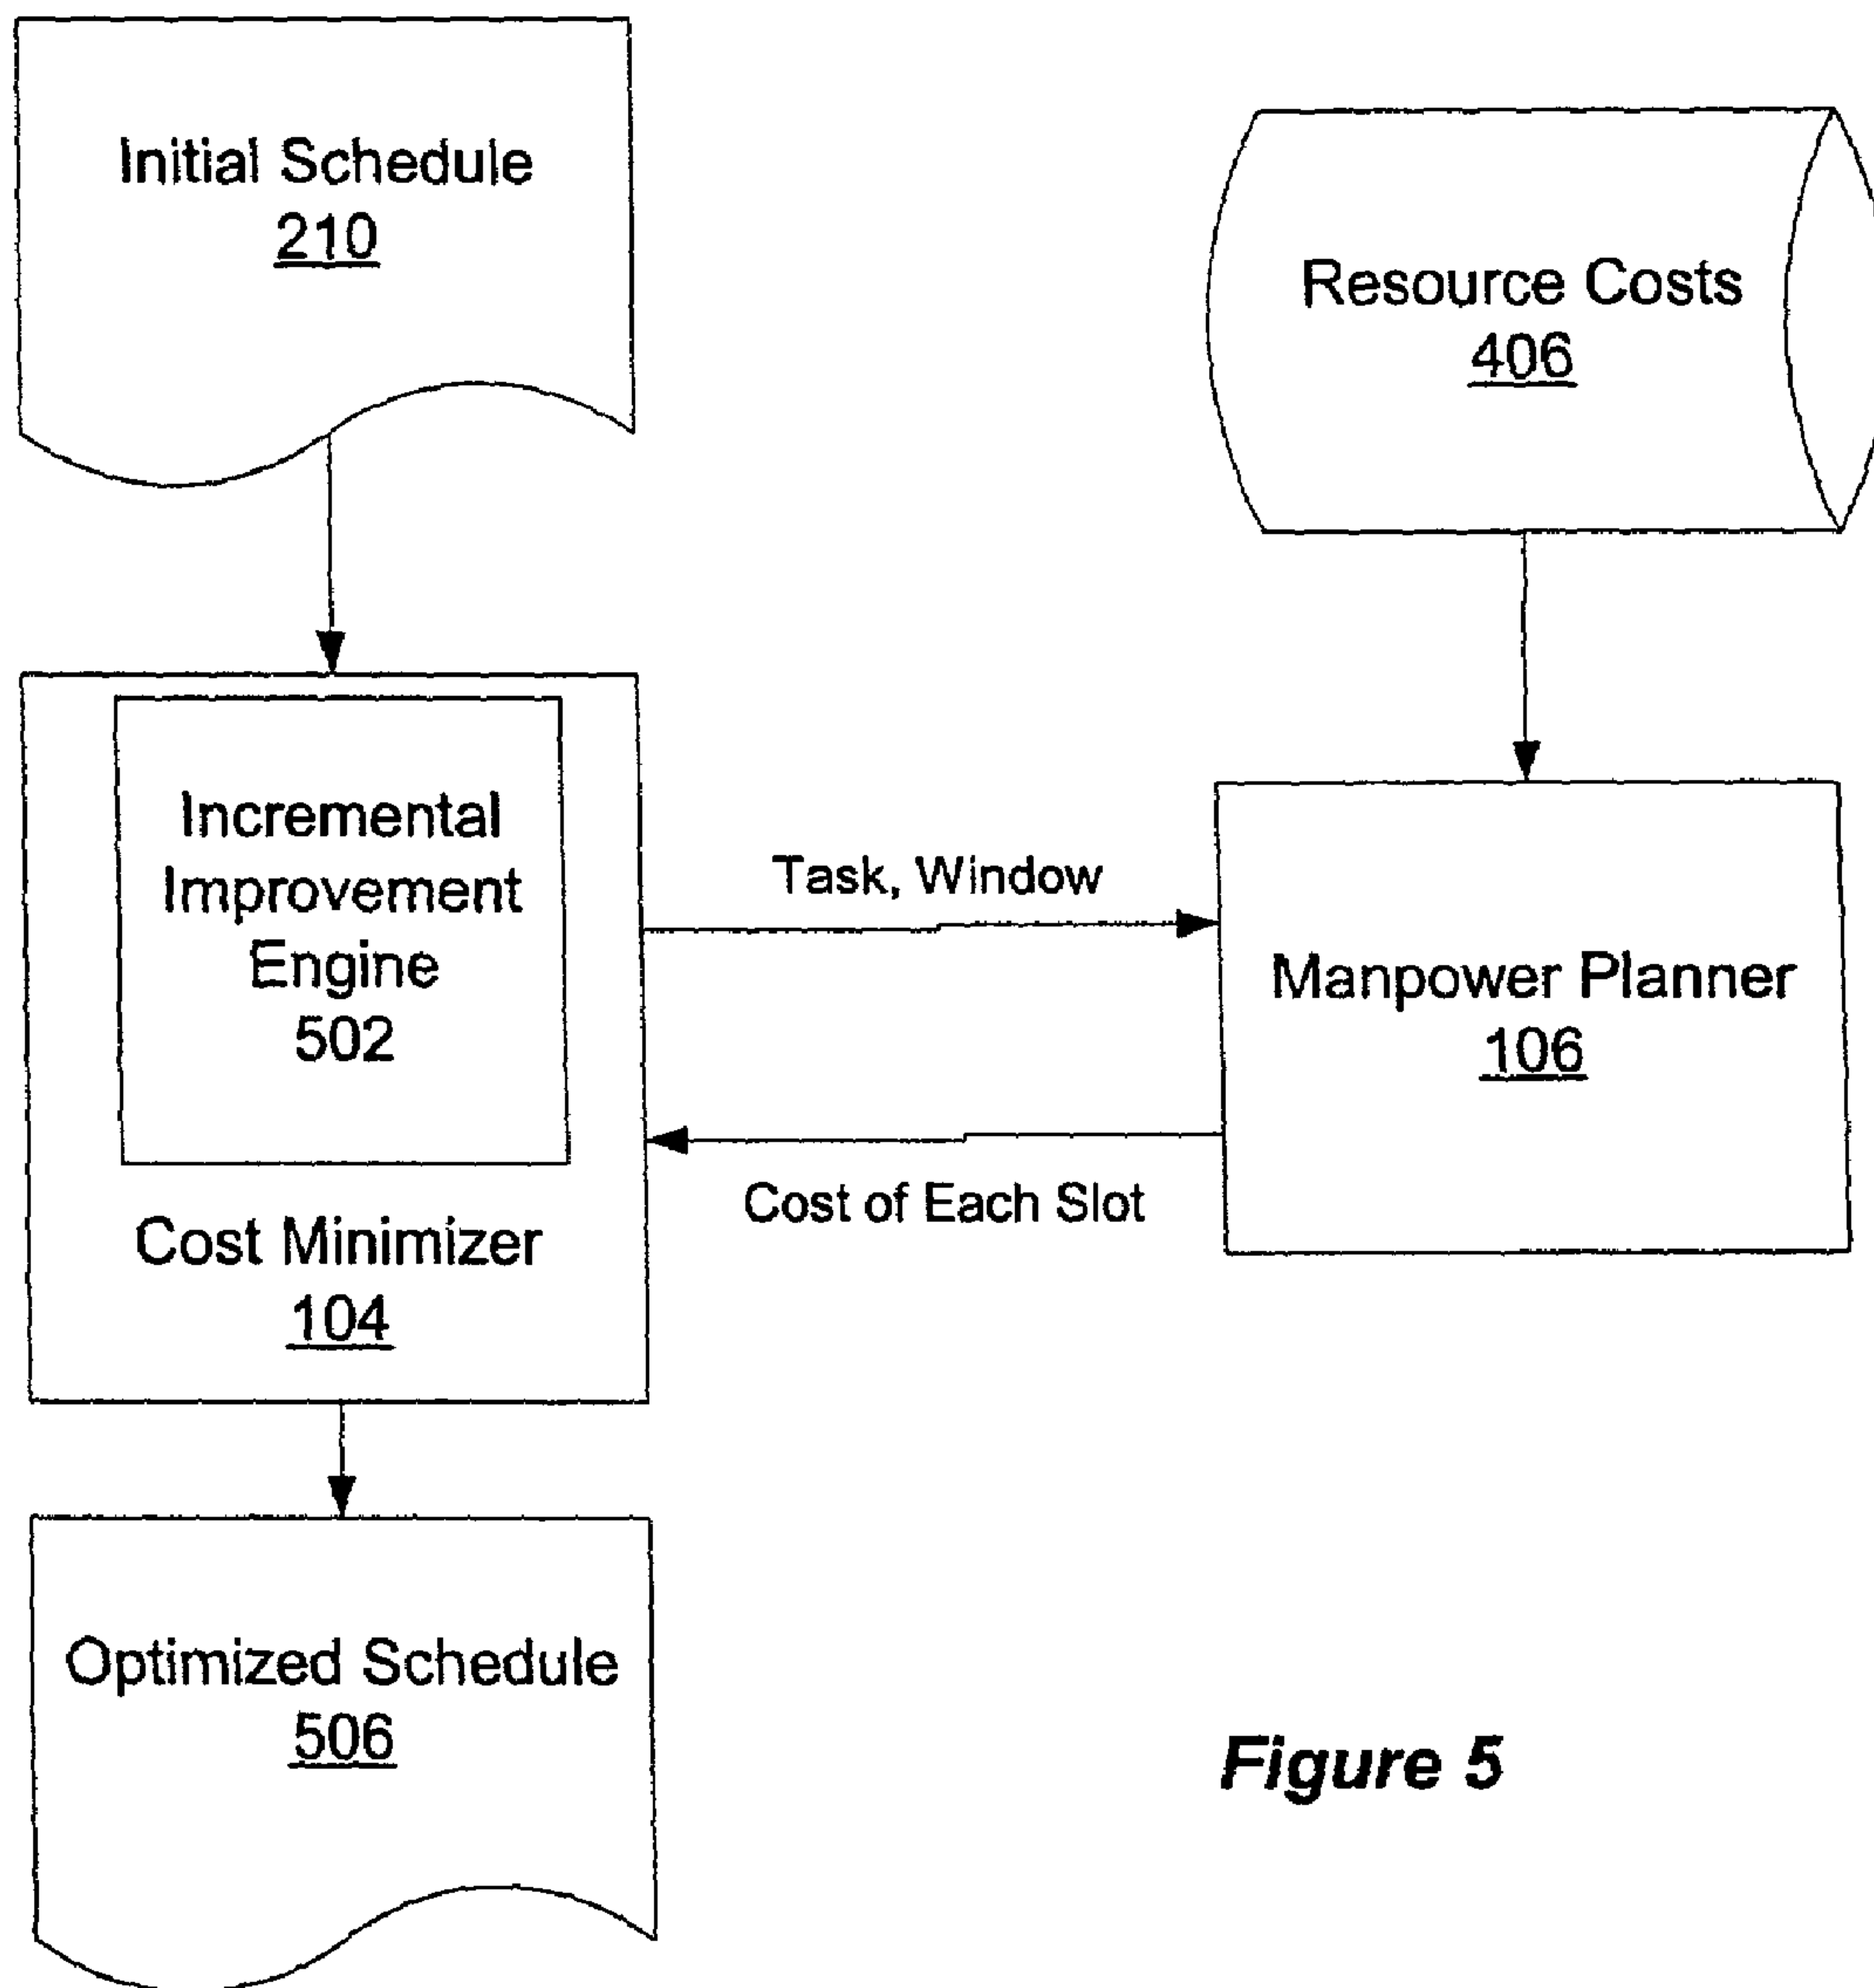 Initial Schedule
210
Resource Costs
406
Incremental
Improvement
Engine
502
Task, Window
Manpower Planner
106
Cost of Each Slot
Cost Minimizer
104
Optimized Schedule
506
Figure 5